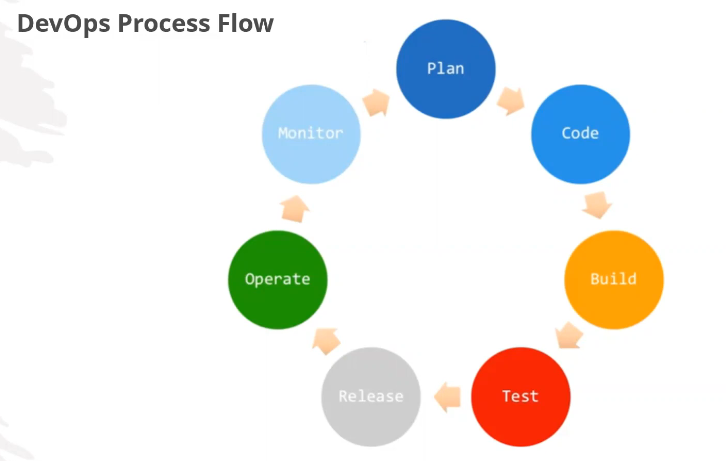 DevOps Process Flow
Plan
Code
Build
Test
Release
Operate
Monitor